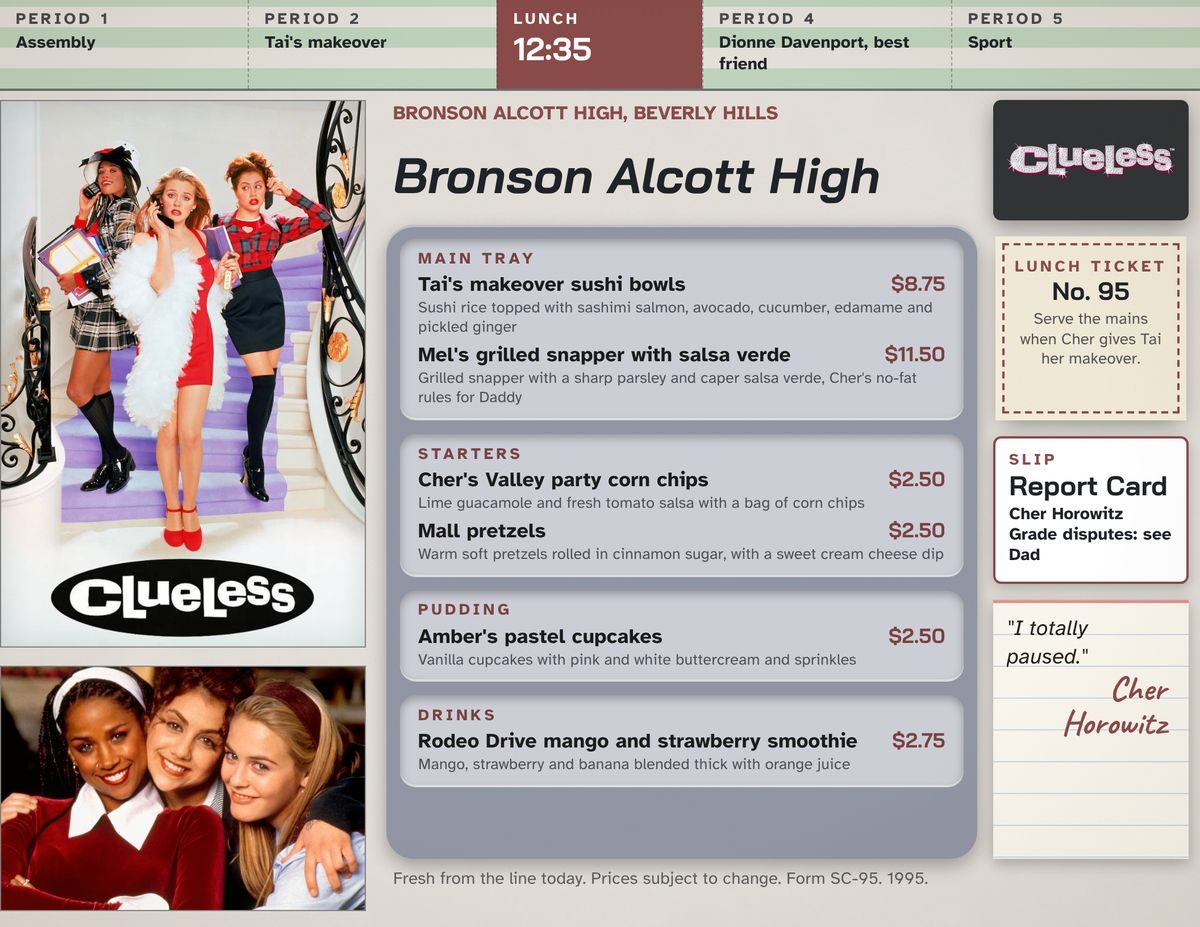 PERIOD 1
Assembly
PERIOD 2
Tai's makeover
LUNCH
12:35
PERIOD 4
Dionne Davenport, best
friend
PERIOD 5
Sport
CLUeLess
BRONSON ALCOTT HIGH, BEVERLY HILLS
Bronson Alcott High
MAIN TRAY
Tai's makeover sushi bowls $8.75
Sushi rice topped with sashimi salmon, avocado, cucumber, edamame and
pickled ginger
Mel's grilled snapper with salsa verde $11.50
Grilled snapper with a sharp parsley and caper salsa verde, Cher's no-fat
rules for Daddy
STARTERS
Cher's Valley party corn chips $2.50
Lime guacamole and fresh tomato salsa with a bag of corn chips
Mall pretzels $2.50
Warm soft pretzels rolled in cinnamon sugar, with a sweet cream cheese dip
PUDDING
Amber's pastel cupcakes $2.50
Vanilla cupcakes with pink and white buttercream and sprinkles
DRINKS
Rodeo Drive mango and strawberry smoothie $2.75
Mango, strawberry and banana blended thick with orange juice
Fresh from the line today. Prices subject to change. Form SC-95. 1995.
CLUeLess™
LUNCH TICKET
No. 95
Serve the mains
when Cher gives Tai
her makeover.
SLIP
Report Card
Cher Horowitz
Grade disputes: see
Dad
"I totally
paused."
Cher
Horowitz